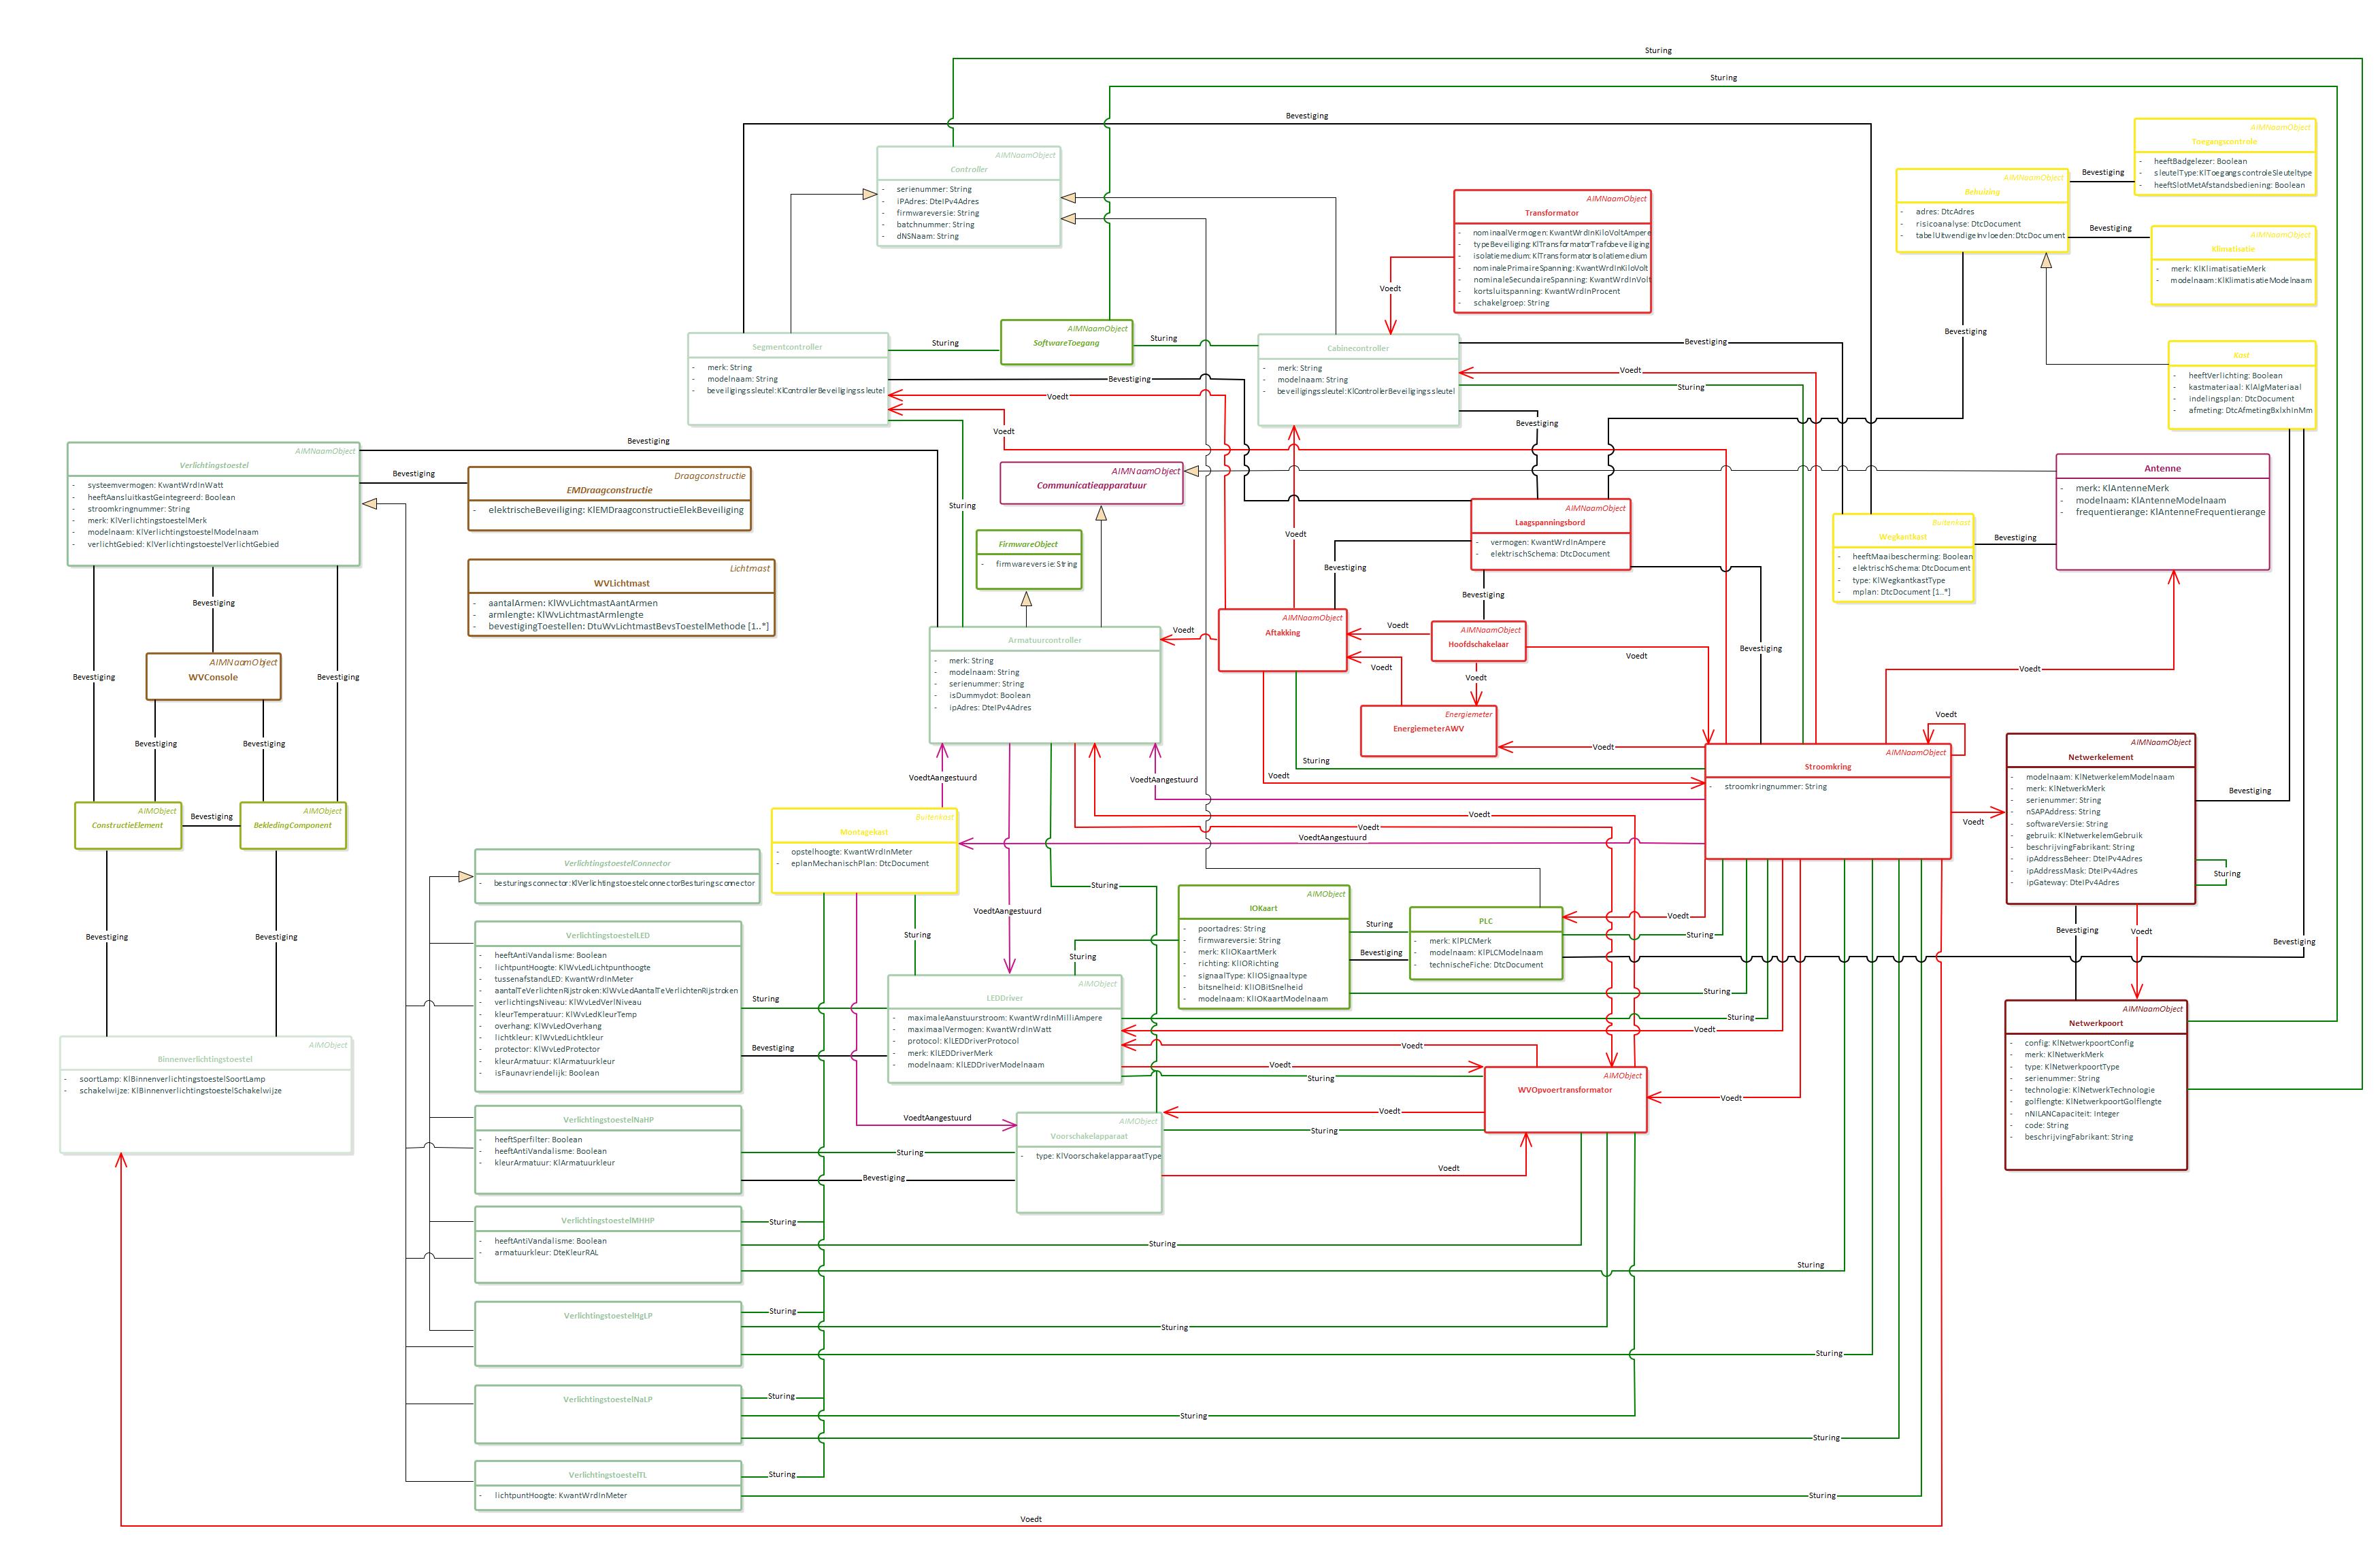 Sturing
Sturing
Bevestiging
AIMNaamObject
Controller
- serienummer: String
- iPAdres: DteIPv4Adres
- firmwareversie: String
- batchnummer: String
- dNSNaam: String
AIMNaamObject
Transformator
- nominaalVermogen: KwantWrdInKiloVoltAmpere
- typeBeveiliging: KlTransformatorTrafobeveiliging
- isolatiemedium: KlTransformatorIsolatiemedium
- nominalePrimaireSpanning: KwantWrdInKiloVolt
- nominaleSecundaireSpanning: KwantWrdInVolt
- kortsluitspanning: KwantWrdInProcent
- schakelgroep: String
AIMNaamObject
Behuizing
- adres: DtcAdres
- risicoanalyse: DtcDocument
- tabelUitwendigeInvloeden: DtcDocument
Bevestiging
AIMNaamObject
Toegangscontrole
- heeftBadgelezer: Boolean
- sleutelType: KlToegangscontroleSleuteltype
- heeftSlotMetAfstandsbediening: Boolean
Bevestiging
AIMNaamObject
Klimatisatie
- merk: KlKlimatisatieMerk
- modelnaam: KlKlimatisatieModelnaam
Voedt
Bevestiging
Segmentcontroller
- merk: String
- modelnaam: String
- beveiligingssleutel: KlControllerBeveiligingssleutel
Sturing
AIMNaamObject
SoftwareToegang
Sturing
Cabinecontroller
- merk: String
- modelnaam: String
- beveiligingssleutel: KlControllerBeveiligingssleutel
Bevestiging
Voedt
Sturing
Kast
AIMNaamObject
- heeftVerlichting: Boolean
- kastmateriaal: KlAlgMateriaal
- indelingsplan: DtcDocument
- afmeting: DtcAfmetingBxlxhInMm
Bevestiging
Voedt
Voedt
Bevestiging
Bevestiging
AIMNaamObject
Verlichtingstoestel
- systeemvermogen: KwantWrdInWatt
- heeftAansluitkastGeintegreerd: Boolean
- stroomkringnummer: String
- merk: KlVerlichtingstoestelMerk
- modelnaam: KlVerlichtingstoestelModelnaam
- verlichtGebied: KlVerlichtingstoestelVerlichtGebied
Bevestiging
Draagconstructie
EMDraagconstructie
- elektrischeBeveiliging: KlEMDraagconstructieElekBeveiliging
AIMNaamObject
Communicatieapparatuur
Antenne
- merk: KlAntenneMerk
- modelnaam: KlAntenneModelnaam
- frequentierange: KlAntenneFrequentierange
Sturing
AIMNaamObject
Laagspanningsbord
- vermogen: KwantWrdInAmpere
- elektrischSchema: DtcDocument
Buitenkast
Wegkantkast
- heeftMaaibescherming: Boolean
- elektrischSchema: DtcDocument
- type: KlWegkantkastType
- mplan: DtcDocument [1..*]
Bevestiging
Voedt
FirmwareObject
- firmwareversie: String
Lichtmast
WVLichtmast
- aantalArmen: KlWvLichtmastAantArmen
- armlengte: KlWvLichtmastArmlengte
- bevestigingToestellen: DtuWvLichtmastBevsToestelMethode [1..*]
Bevestiging
Bevestiging
Bevestiging
AIMNaamObject
Aftakking
Voedt
Voedt
AIMNaamObject
Hoofdschakelaar
Voedt
Bevestiging
Voedt
Voedt
Voedt
Armatuurcontroller
- merk: String
- modelnaam: String
- serienummer: String
- isDummydot: Boolean
- ipAdres: DteIPv4Adres
AIMNaamObject
WVConsole
Bevestiging
Bevestiging
Energiemeter
EnergiemeterAWV
Voedt
Voedt
Bevestiging
Bevestiging
Sturing
Voedt
AIMNaamObject
Stroomkring
- stroomkringnummer: String
AIMNaamObject
Netwerkelement
- modelnaam: KlNetwerkelemModelnaam
- merk: KlNetwerkMerk
- serienummer: String
- nSAPAdress: String
- softwareVersie: String
- gebruik: KlNetwerkelemGebruik
- beschrijvingFabrikant: String
- ipAddressBeheer: DteIPv4Adres
- ipAddressMask: DteIPv4Adres
- ipGateway: DteIPv4Adres
Bevestiging
Sturing
Voedt
VoedtAangestuurd
VoedtAangestuurd
AIMObject
ConstructieElement
Bevestiging
AIMObject
BekledingComponent
Buitenkast
Montagekast
- opstelhoogte: KwantWrdInMeter
- eplanMechanischPlan: DtcDocument
Voedt
Voedt
VoedtAangestuurd
VerlichtingstoestelConnector
- besturingsconnector: KlVerlichtingstoestelconnectorBesturingsconnector
Sturing
VoedtAangestuurd
Sturing
AIMObject
IOKaart
- poortadres: String
- firmwareversie: String
- merk: KlIOKaartMerk
- richting: KlIORichting
- signaalType: KlIOSignaaltype
- bitsnelheid: KlIOBitSnelheid
- modelnaam: KlIOKaartModelnaam
Sturing
Bevestiging
PLC
- merk: KlPLCMerk
- modelnaam: KlPLCModelnaam
- technischeFiche: DtcDocument
Voedt
Sturing
Bevestiging
Voedt
Bevestiging
Bevestiging
Bevestiging
VerlichtingstoestelLED
- heeftAntiVandalisme: Boolean
- lichtpuntHoogte: KlWvLedLichtpunthoogte
- tussenafstandLED: KwantWrdInMeter
- aantalTeVerlichtenRijstroken: KlWvLedAantalTeVerlichtenRijstroken
- verlichtingsNiveau: KlWvLedVerlNiveau
- kleurTemperatuur: KlWvLedKleurTemp
- overhang: KlWvLedOverhang
- lichtkleur: KlWvLedLichtkleur
- protector: KlWvLedProtector
- kleurArmatuur: KlArmatuurkleur
- isFaunavriendelijk: Boolean
Sturing
Bevestiging
Sturing
AIMObject
LEDDriver
- maximaleAanstuurstroom: KwantWrdInMilliAmpere
- maximaalVermogen: KwantWrdInWatt
- protocol: KlLEDDriverProtocol
- merk: KlLEDDriverMerk
- modelnaam: KlLEDDriverModelnaam
Sturing
Sturing
Voedt
Voedt
Voedt
Sturing
AIMNaamObject
Netwerkpoort
- config: KlNetwerkpoortConfig
- merk: KlNetwerkMerk
- type: KlNetwerkpoortType
- serienummer: String
- technologie: KlNetwerkTechnologie
- golflengte: KlNetwerkpoortGolflengte
- nNILANCapaciteit: Integer
- code: String
- beschrijvingFabrikant: String
AIMObject
Binnenverlichtingstoestel
- soortLamp: KlBinnenverlichtingstoestelSoortLamp
- schakelwijze: KlBinnenverlichtingstoestelSchakelwijze
AIMObject
WVOpvoertransformator
Voedt
Voedt
Sturing
Voedt
VerlichtingstoestelNaHP
- heeftSperfilter: Boolean
- heeftAntiVandalisme: Boolean
- kleurArmatuur: KlArmatuurkleur
VoedtAangestuurd
Sturing
Bevestiging
AIMObject
Voorschakelapparaat
- type: KlVoorschakelapparaatType
VerlichtingstoestelMHHP
- heeftAntiVandalisme: Boolean
- armatuurkleur: DteKleurRAL
Sturing
Sturing
Sturing
VerlichtingstoestelHgLP
Sturing
Sturing
Sturing
VerlichtingstoestelNaLP
Sturing
Sturing
Sturing
VerlichtingstoestelTL
- lichtpuntHoogte: KwantWrdInMeter
Sturing
Sturing
Voedt